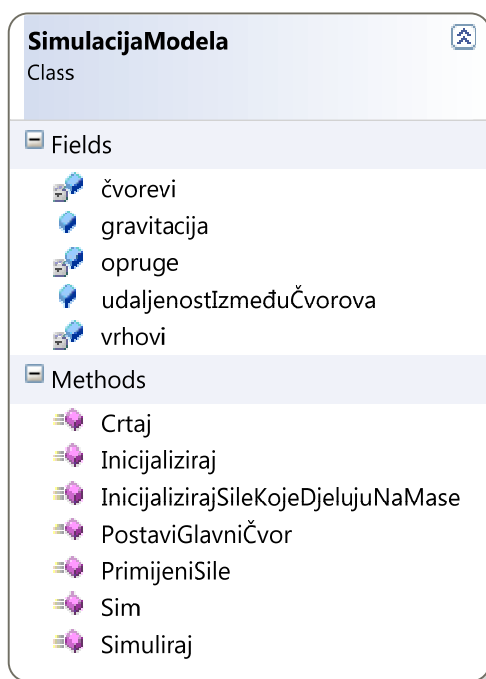 SimulacijaModela
Class
Fields
čvorevi
gravitacija
opruge
udaljenostIzmeđuČvorova
vrhovi
Methods
Crtaj
Inicijaliziraj
InicijalizirajSileKojeDjelujuNaMase
PostaviGlavniČvor
PrimijeniSile
Sim
Simuliraj